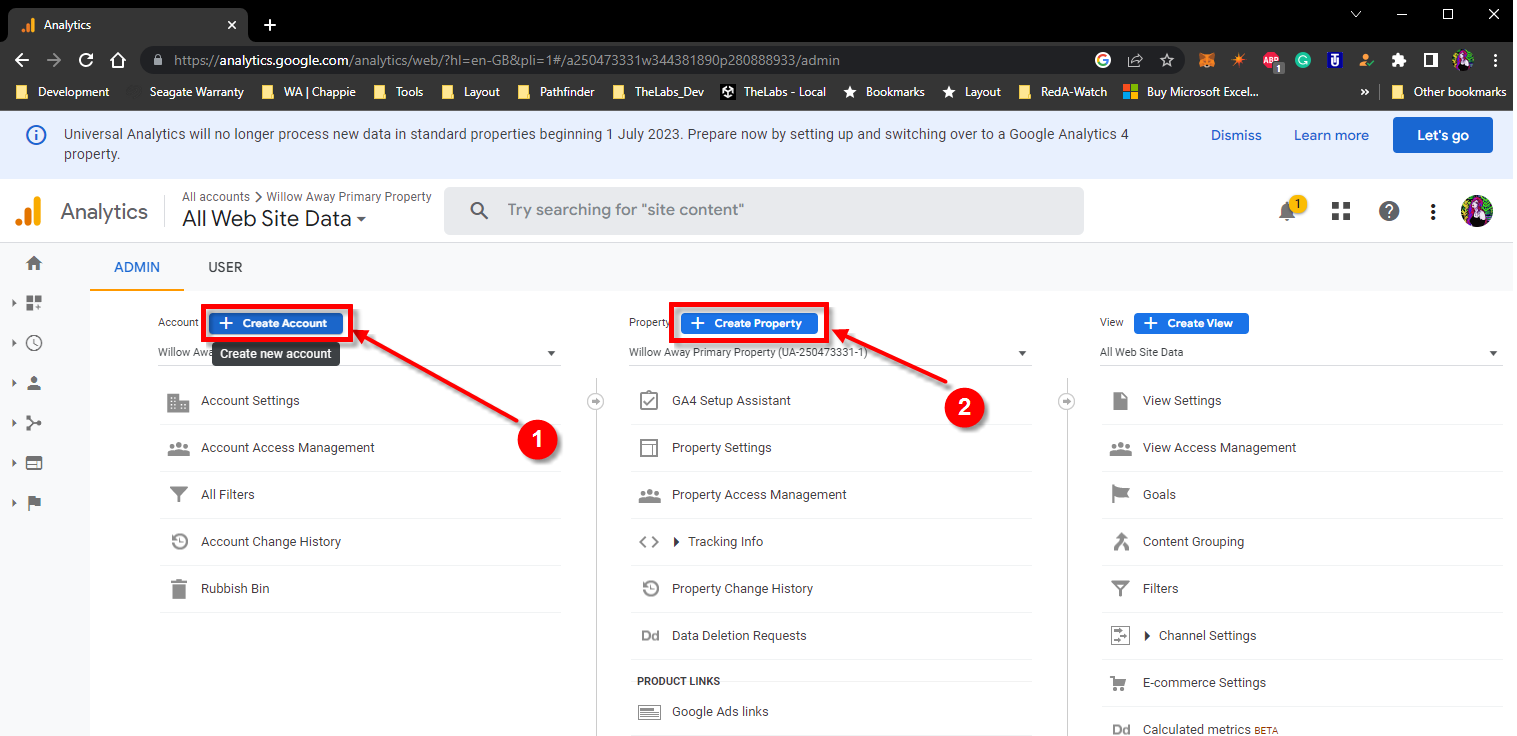 Analytics
https://analytics.google.com/analytics/web/?hl=en-GB&pli=1#/a250473331w344381890p280888933/admin
ABP 1
Development Seagate Warranty WA | Chappie Tools Layout Pathfinder TheLabs_Dev TheLabs - Local Bookmarks Layout RedA-Watch Buy Microsoft Excel... » Other bookmarks
Universal Analytics will no longer process new data in standard properties beginning 1 July 2023. Prepare now by setting up and switching over to a Google Analytics 4
property.
Dismiss Learn more Let's go
Analytics
All accounts > Willow Away Primary Property
All Web Site Data
Try searching for "site content"
1
ADMIN USER
Account + Create Account
Create new account
Willow Awa
Account Settings
Account Access Management
All Filters
Account Change History
Rubbish Bin
1
Property + Create Property
Willow Away Primary Property (UA-250473331-1)
2
GA4 Setup Assistant
Property Settings
Property Access Management
Tracking Info
Property Change History
Dd Data Deletion Requests
PRODUCT LINKS
Google Ads links
View + Create View
All Web Site Data
View Settings
View Access Management
Goals
Content Grouping
Filters
Channel Settings
E-commerce Settings
Dd Calculated metrics BETA